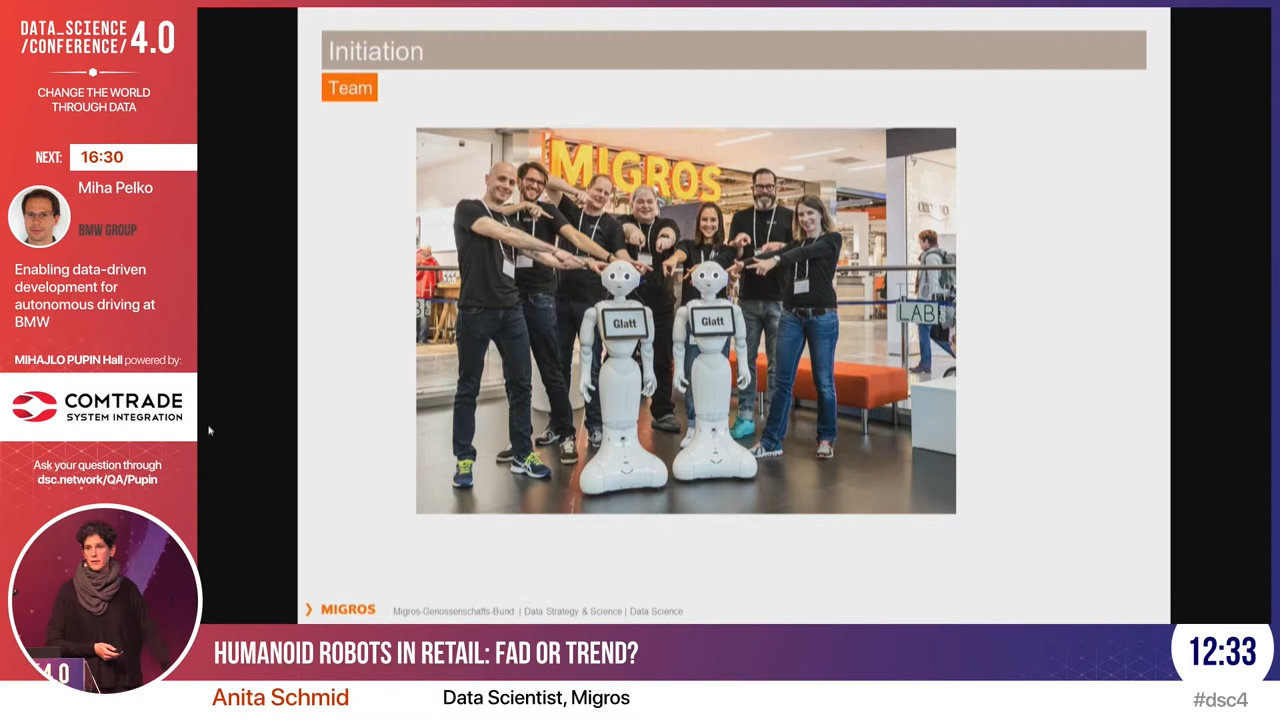 DATA_SCIENCE
/CONFERENCE/ 4.0
CHANGE THE WORLD
THROUGH DATA
NEXT: 16:30
Miha Pelko
BMW GROUP
Enabling data-driven
development for
autonomous driving at
BMW
MIHAJLO PUPIN Hall powered by:
COMTRADE
SYSTEM INTEGRATION
Ask your question through
dsc.network/QA/Pupin
4.0
Initiation
Team
MIGROS
LAB
Glatt
Glatt
MIGROS
Migros-Genossenschafts-Bund | Data Strategy & Science | Data Science
HUMANOID ROBOTS IN RETAIL: FAD OR TREND?
12:33
Anita Schmid
Data Scientist, Migros
#dsc4